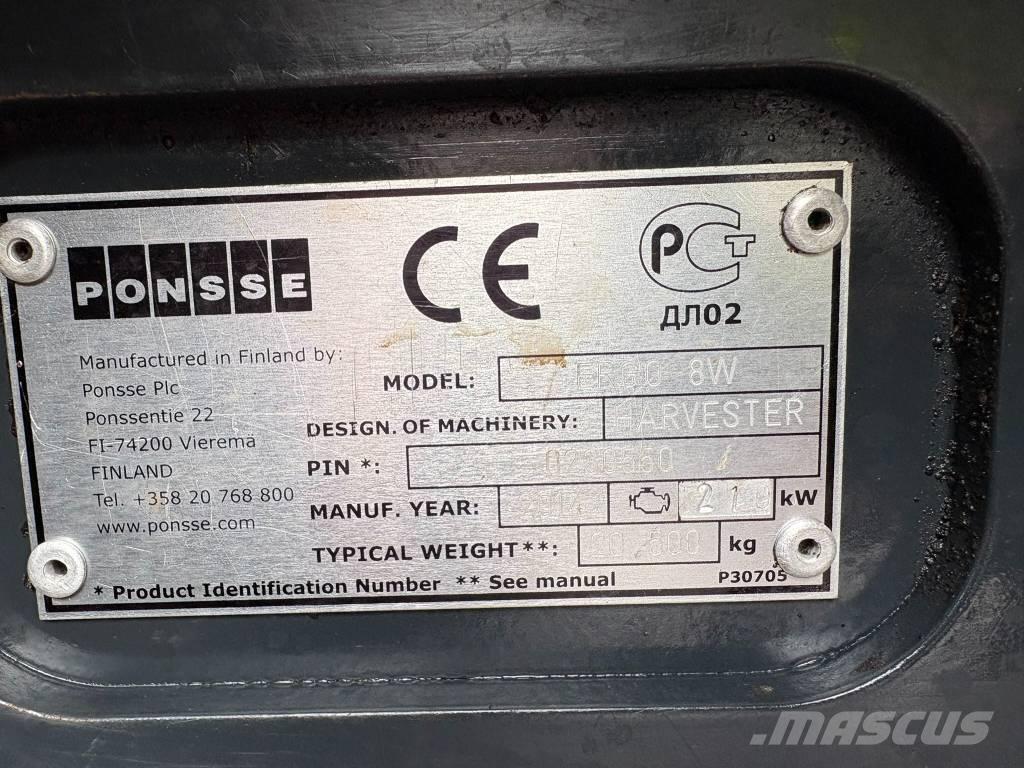 PONSSE
CE
PCT
ДЛ02
Manufactured in Finland by:
Ponsse Plc
Ponssentie 22
FI-74200 Vieremä
FINLAND
Tel. +358 20 768 800
www.ponsse.com
MODEL: 8W
DESIGN. OF MACHINERY: HARVESTER
PIN *:
MANUF. YEAR: kW
TYPICAL WEIGHT**: kg
* Product Identification Number ** See manual P30705
MASCUS